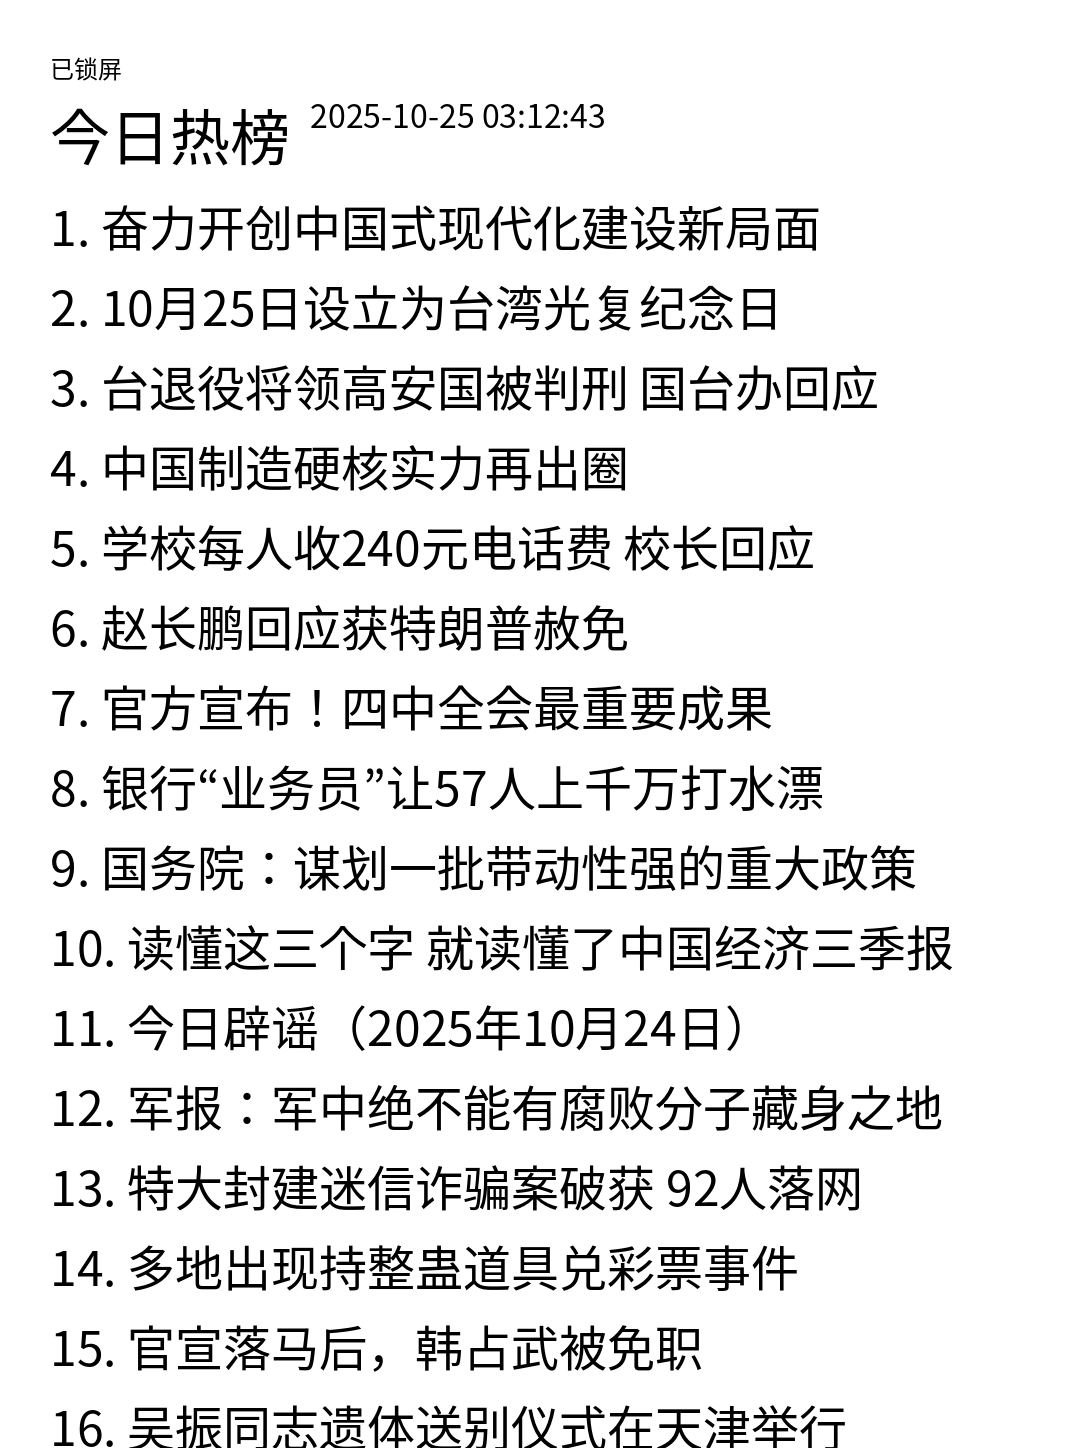 已锁屏
今日热榜 2025-10-25 03:12:43
1. 奋力开创中国式现代化建设新局面
2. 10月25日设立为台湾光复纪念日
3. 台退役将领高安国被判刑 国台办回应
4. 中国制造硬核实力再出圈
5. 学校每人收240元电话费 校长回应
6. 赵长鹏回应获特朗普赦免
7. 官方宣布！四中全会最重要成果
8. 银行“业务员”让57人上千万打水漂
9. 国务院：谋划一批带动性强的重大政策
10. 读懂这三个字 就读懂了中国经济三季报
11. 今日辟谣（2025年10月24日）
12. 军报：军中绝不能有腐败分子藏身之地
13. 特大封建迷信诈骗案破获 92人落网
14. 多地出现持整蛊道具兑彩票事件
15. 官宣落马后，韩占武被免职
16. 吴振同志遗体送别仪式在天津举行